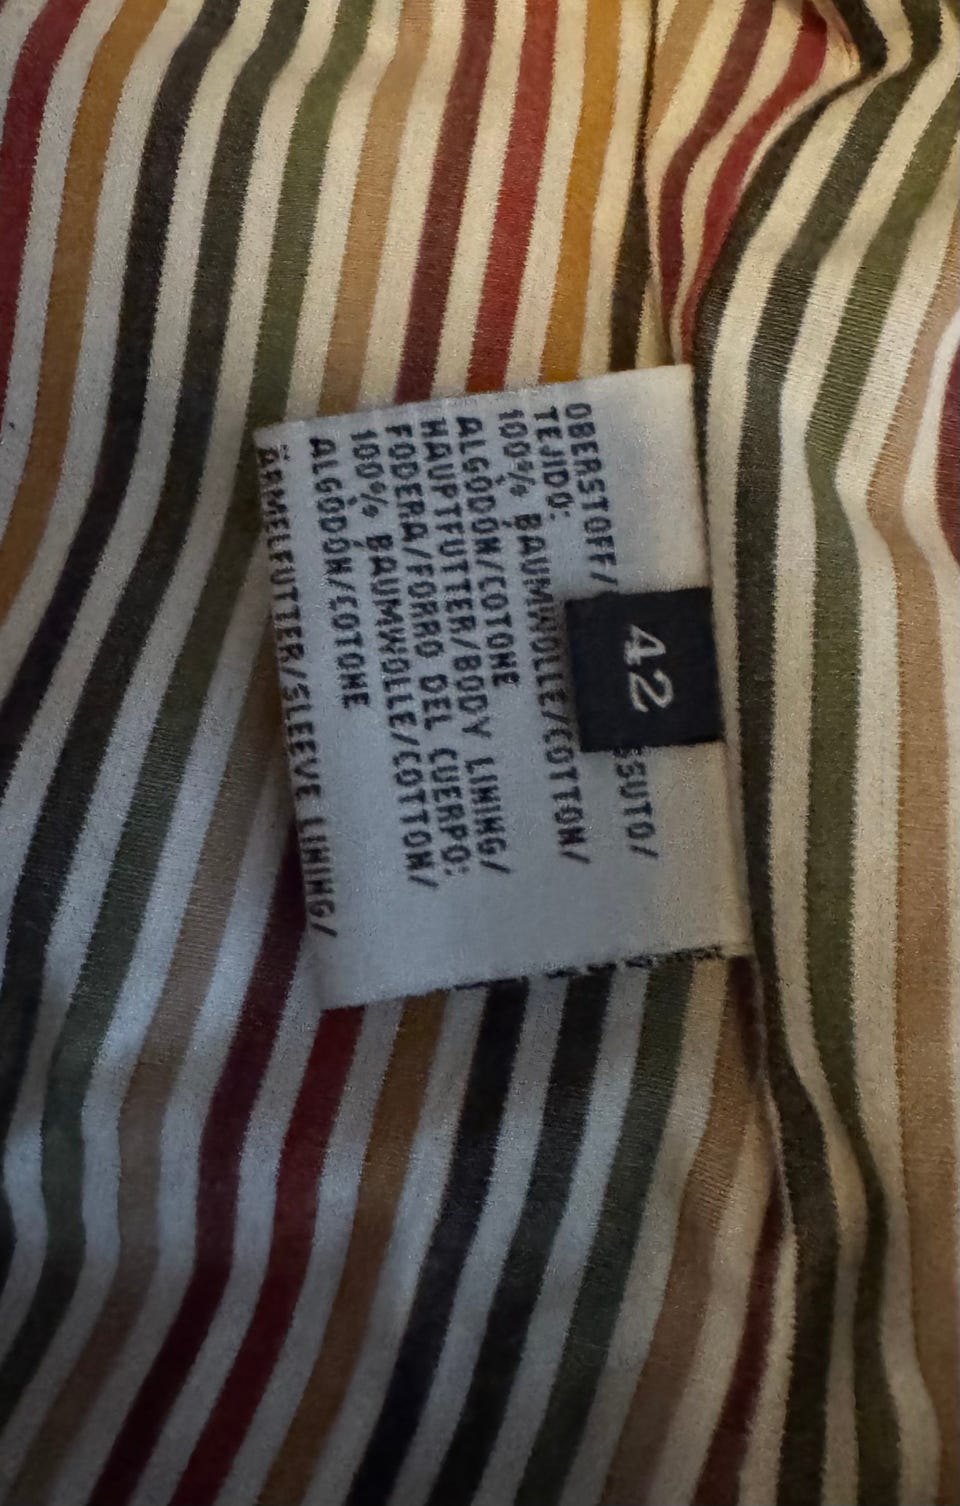 42
OBERSTOFF/ SSUTO/
TEJIDO:
100% BAUMWOLLE/COTTON/
ALGODÓN/COTONE
HAUPTFUTTER/BODY LINING/
FODERA/FORRO DEL CUERPO:
100% BAUMWOLLE/COTTON/
ALGODÓN/COTONE
ÄRMELFUTTER/SLEEVE LINING/